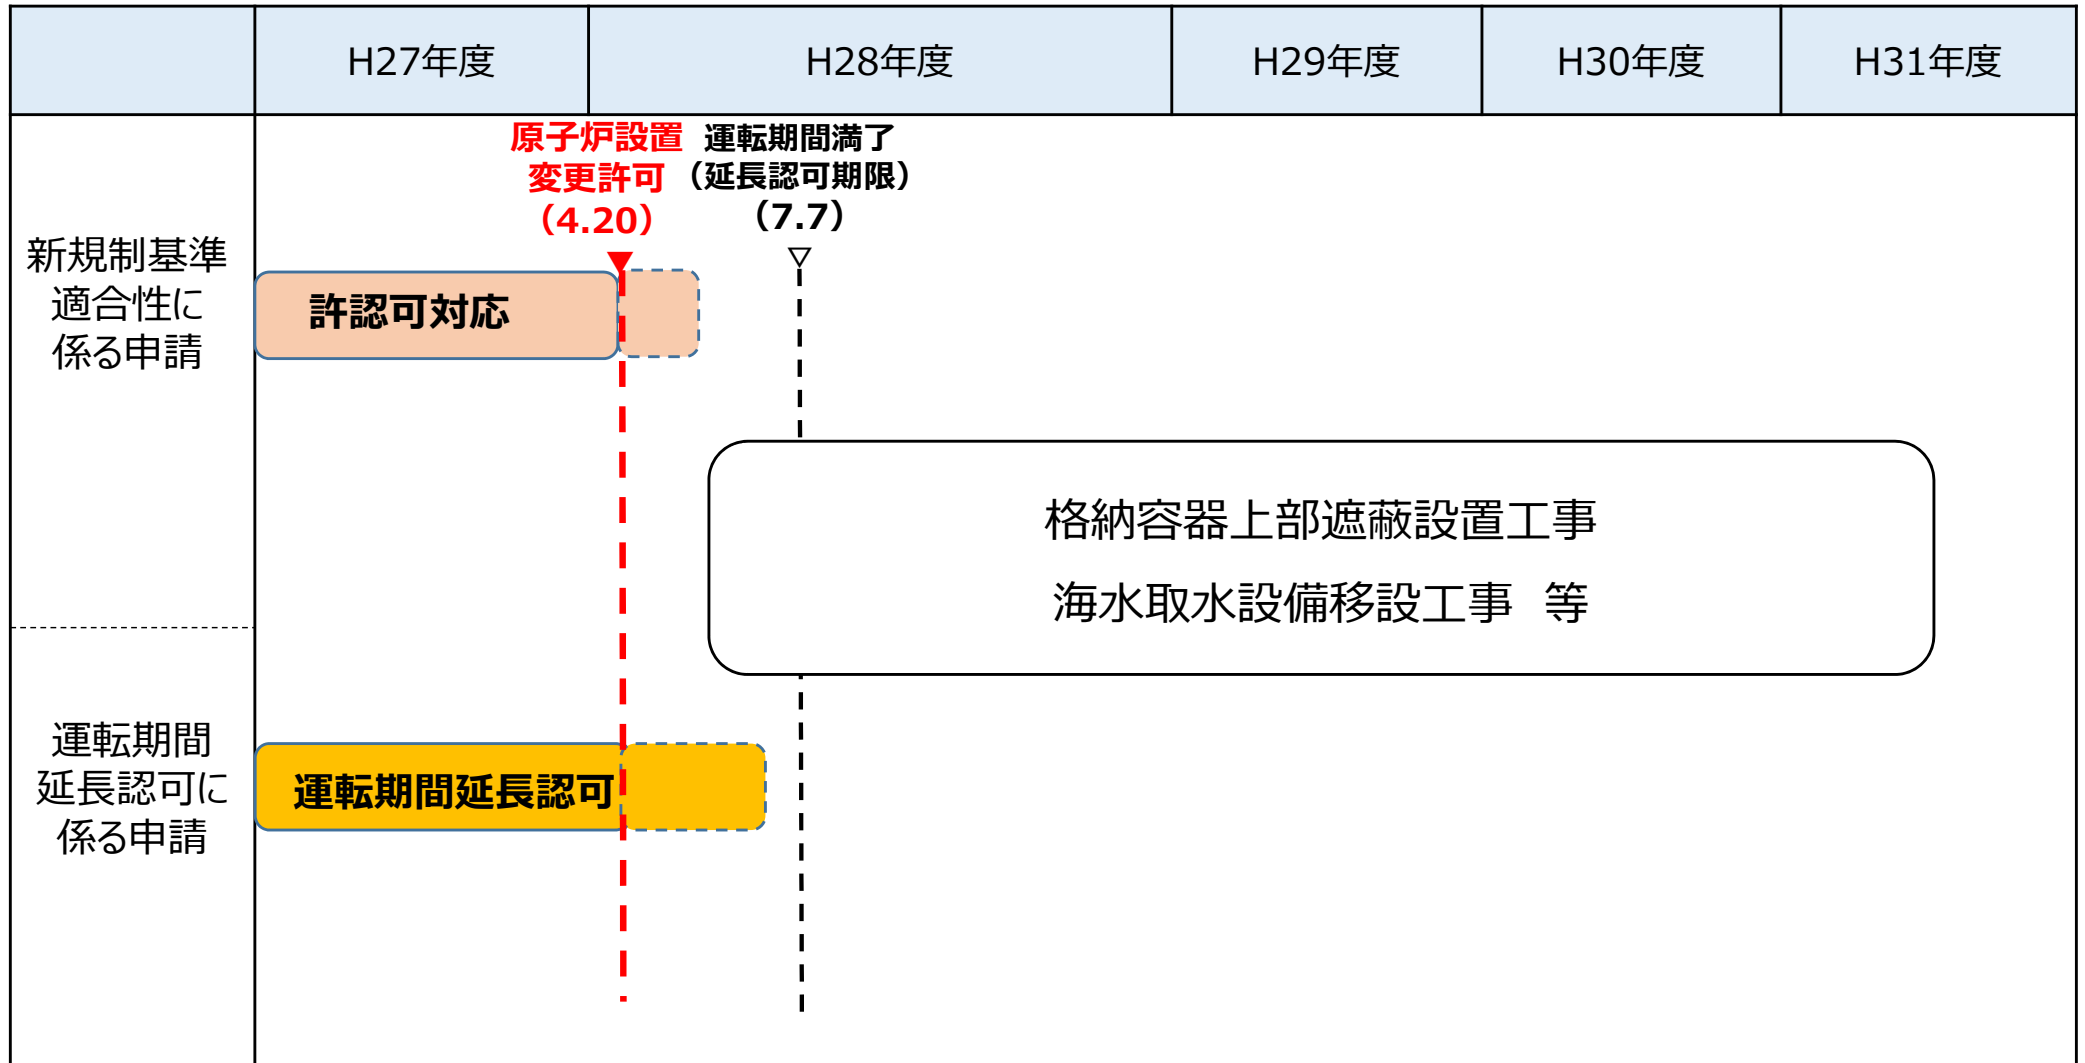 H27年度
H28年度
H29年度
H30年度
H31年度
原子炉設置
変更許可
（4.20）
運転期間満了
（延長認可期限）
（7.7）
新規制基準
適合性に
係る申請
許認可対応
格納容器上部遮蔽設置工事
海水取水設備移設工事　等
運転期間
延長認可に
係る申請
運転期間延長認可